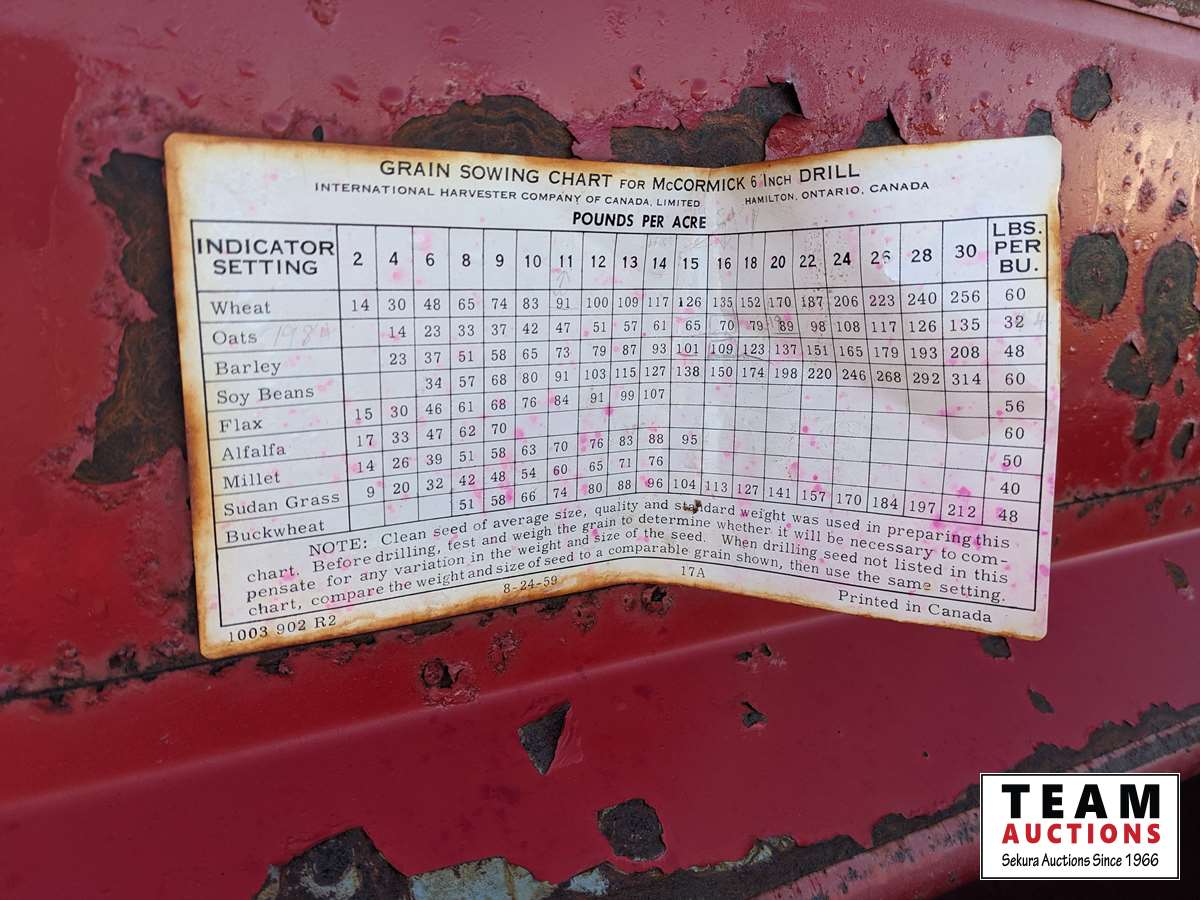 GRAIN SOWING CHART FOR MCCORMICK 6 INCH DRILL
INTERNATIONAL HARVESTER COMPANY OF CANADA, LIMITED HAMILTON, ONTARIO, CANADA
POUNDS PER ACRE
INDICATOR SETTING 2 4 6 8 9 10 11 12 13 14 15 16 18 20 22 24 26 28 30 LBS. PER BU.
Wheat 14 30 48 65 74 83 91 100 109 117 126 135 152 170 187 206 223 240 256 60
Oats 14 23 33 37 42 47 51 57 61 65 70 79 89 98 108 117 126 135 32
Barley 23 37 51 58 65 73 79 87 93 101 109 123 137 151 165 179 193 208 48
Soy Beans 34 57 68 80 91 103 115 127 138 150 174 198 220 246 268 292 314 60
Flax 15 30 46 61 68 76 84 91 99 107 56
Alfalfa 17 33 47 62 70 60
Millet 14 26 39 51 58 63 70 76 83 88 95 50
Sudan Grass 9 20 32 42 48 54 60 65 71 76 40
Buckwheat 51 58 66 74 80 88 96 104 113 127 141 157 170 184 197 212 48
NOTE: Clean seed of average size, quality and standard weight was used in preparing this
chart. Before drilling, test and weigh the grain to determine whether it will be necessary to com-
pensate for any variation in the weight and size of the seed. When drilling seed not listed in this
chart, compare the weight and size of seed to a comparable grain shown, then use the same setting.
1003 902 R2 8-24-59 17A Printed in Canada
TEAM
AUCTIONS
Sekura Auctions Since 1966